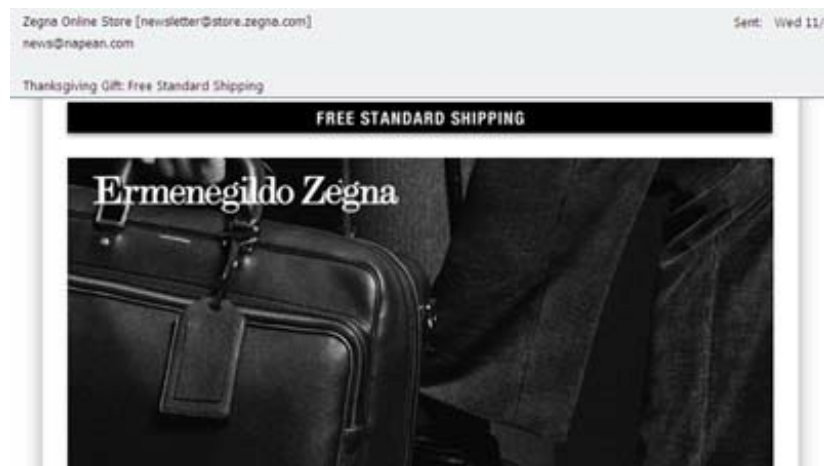 Zegna Online Store [newsletter@store.zegna.com]
Sent: Wed 11/
news@napean.com
Thanksgiving Gift: Free Standard Shipping
FREE STANDARD SHIPPING
Ermenegildo Zegna